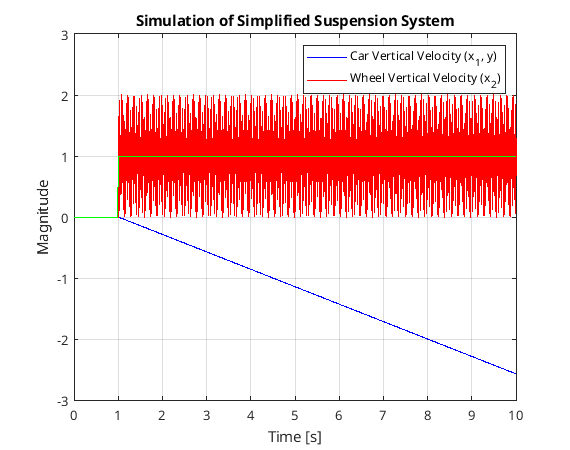 Simulation of Simplified Suspension System
Car Vertical Velocity (x1, y)
Wheel Vertical Velocity (x2)
Magnitude
3
2
1
0
-1
-2
-3
0 1 2 3 4 5 6 7 8 9 10
Time [s]